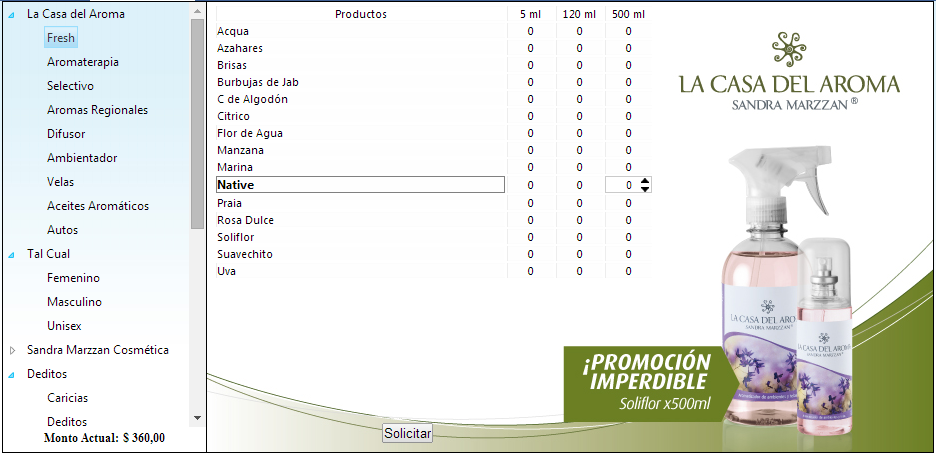 La Casa del Aroma
Fresh
Aromaterapia
Selectivo
Aromas Regionales
Difusor
Ambientador
Velas
Aceites Aromáticos
Autos
Tal Cual
Femenino
Masculino
Unisex
Sandra Marzzan Cosmética
Deditos
Caricias
Deditos
Monto Actual: $ 360,00
Productos 5 ml 120 ml 500 ml
Acqua 0 0 0
Azahares 0 0 0
Brisas 0 0 0
Burbujas de Jab 0 0 0
C de Algodón 0 0 0
Citrico 0 0 0
Flor de Agua 0 0 0
Manzana 0 0 0
Marina 0 0 0
Native 0 0 0
Praia 0 0 0
Rosa Dulce 0 0 0
Soliflor 0 0 0
Suavechito 0 0 0
Uva 0 0 0
Solicitar
LA CASA DEL AROMA
SANDRA MARZZAN ®
¡PROMOCIÓN
IMPERDIBLE
Soliflor x500ml
LA CASA DEL AROMA
SANDRA MARZZAN
LA CASA DEL AROMA
SANDRA MARZZAN